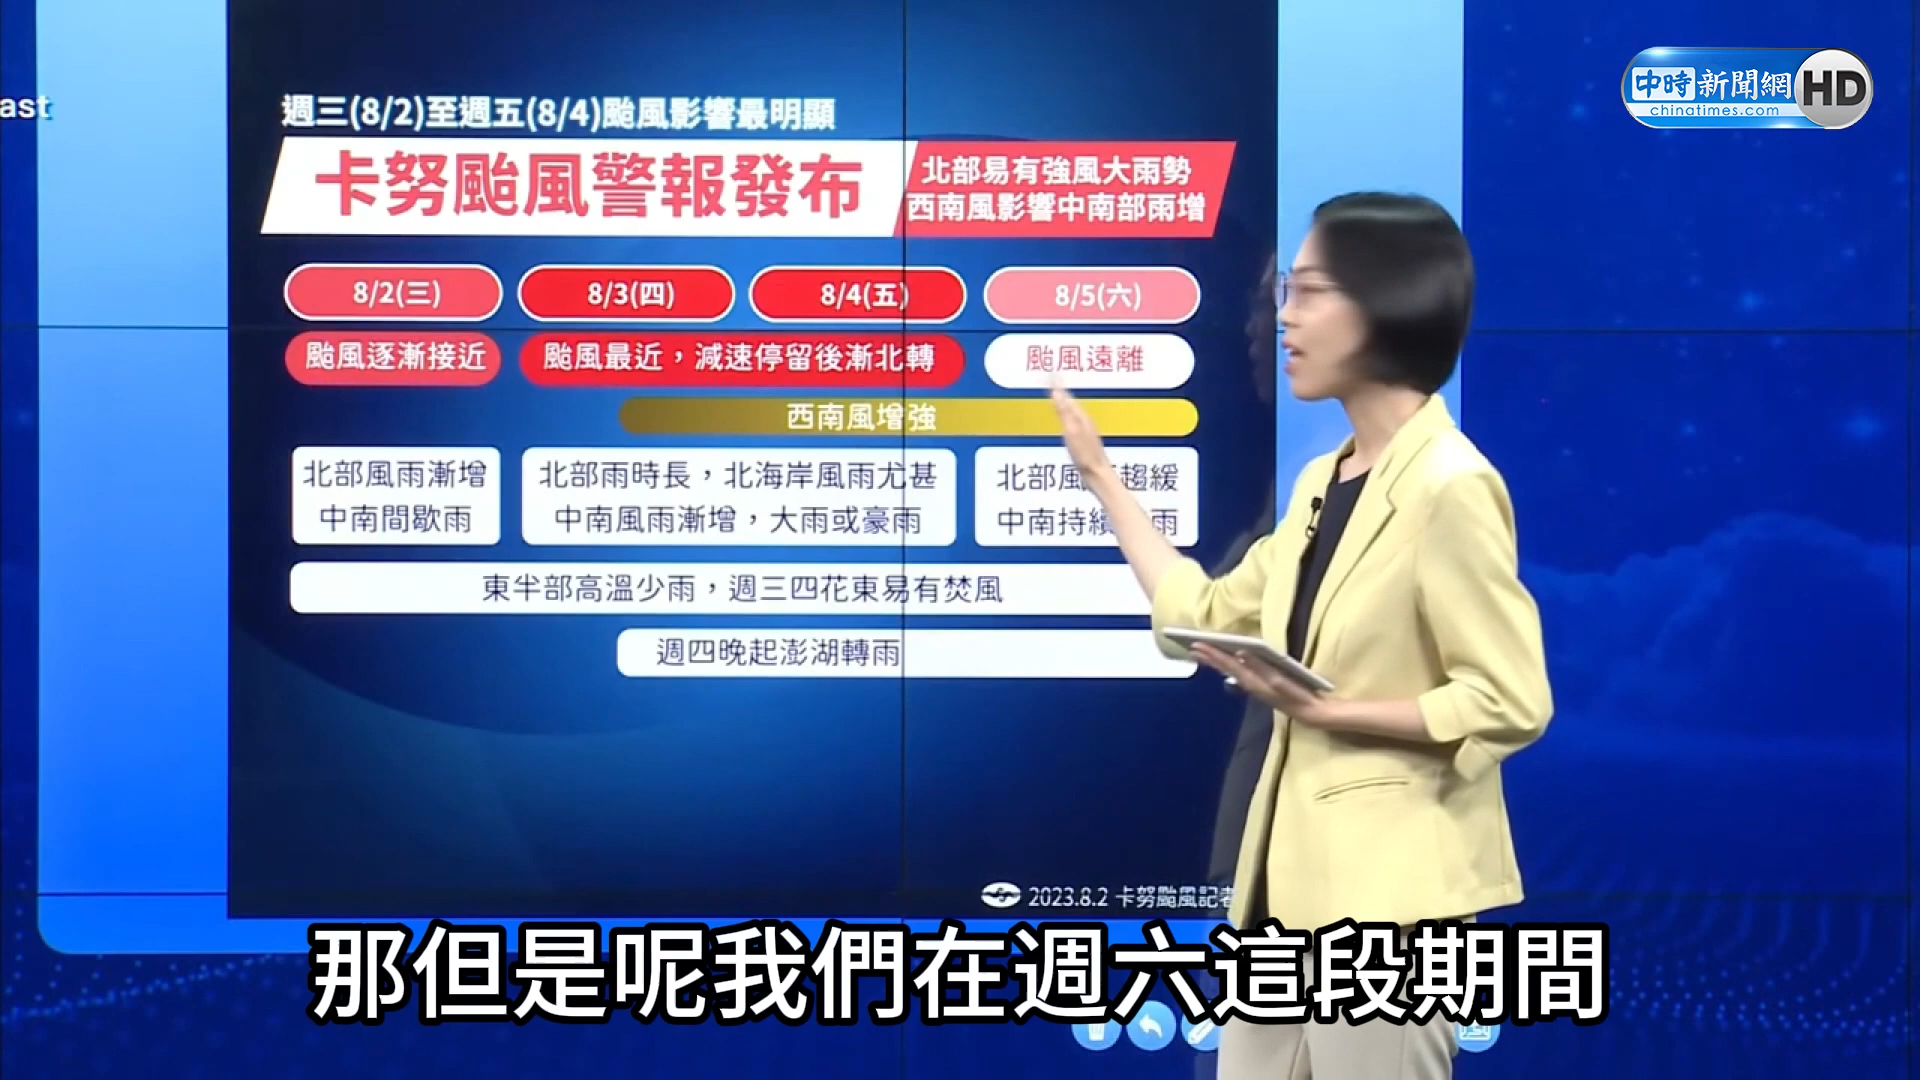 ast
中時新聞網HD
chinatimes.com
週三(8/2)至週五(8/4)颱風影響最明顯
卡努颱風警報發布
北部易有強風大雨勢
西南風影響中南部雨增
8/2(三)
8/3(四)
8/4(五)
8/5(六)
颱風逐漸接近
颱風最近，減速停留後漸北轉
颱風遠離
西南風增強
北部風雨漸增
中南間歇雨
北部雨時長，北海岸風雨尤甚
中南風雨漸增，大雨或豪雨
北部風 趨緩
中南持續 雨
東半部高溫少雨，週三四花東易有焚風
週四晚起澎湖轉雨
2023.8.2 卡努颱風記者
那但是呢我們在週六這段期間